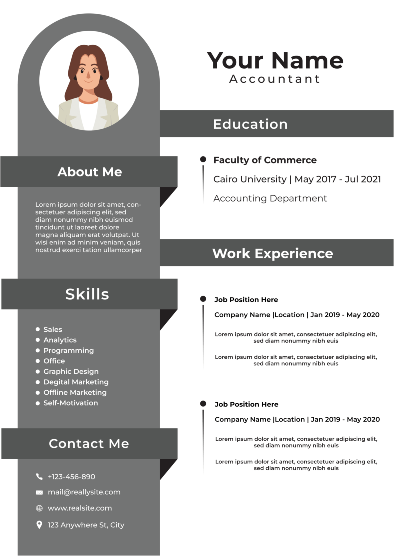 Your Name
Accountant
About Me
Lorem ipsum dolor sit amet, con-
sectetuer adipiscing elit, sed
diam nonummy nibh euismod
tincidunt ut laoreet dolore
magna aliquam erat volutpat. Ut
wisi enim ad minim veniam, quis
nostrud exerci tation ullamcorper
Skills
Sales
Analytics
Programming
Office
Graphic Design
Degital Marketing
Offline Marketing
Self-Motivation
Contact Me
+123-456-890
mail@reallysite.com
www.realsite.com
123 Anywhere St, City
Education
Faculty of Commerce
Cairo University | May 2017 - Jul 2021
Accounting Department
Work Experience
Job Position Here
Company Name |Location | Jan 2019 - May 2020
Lorem ipsum dolor sit amet, consectetuer adipiscing elit,
sed diam nonummy nibh euis
Lorem ipsum dolor sit amet, consectetuer adipiscing elit,
sed diam nonummy nibh euis
Job Position Here
Company Name |Location | Jan 2019 - May 2020
Lorem ipsum dolor sit amet, consectetuer adipiscing elit,
sed diam nonummy nibh euis
Lorem ipsum dolor sit amet, consectetuer adipiscing elit,
sed diam nonummy nibh euis